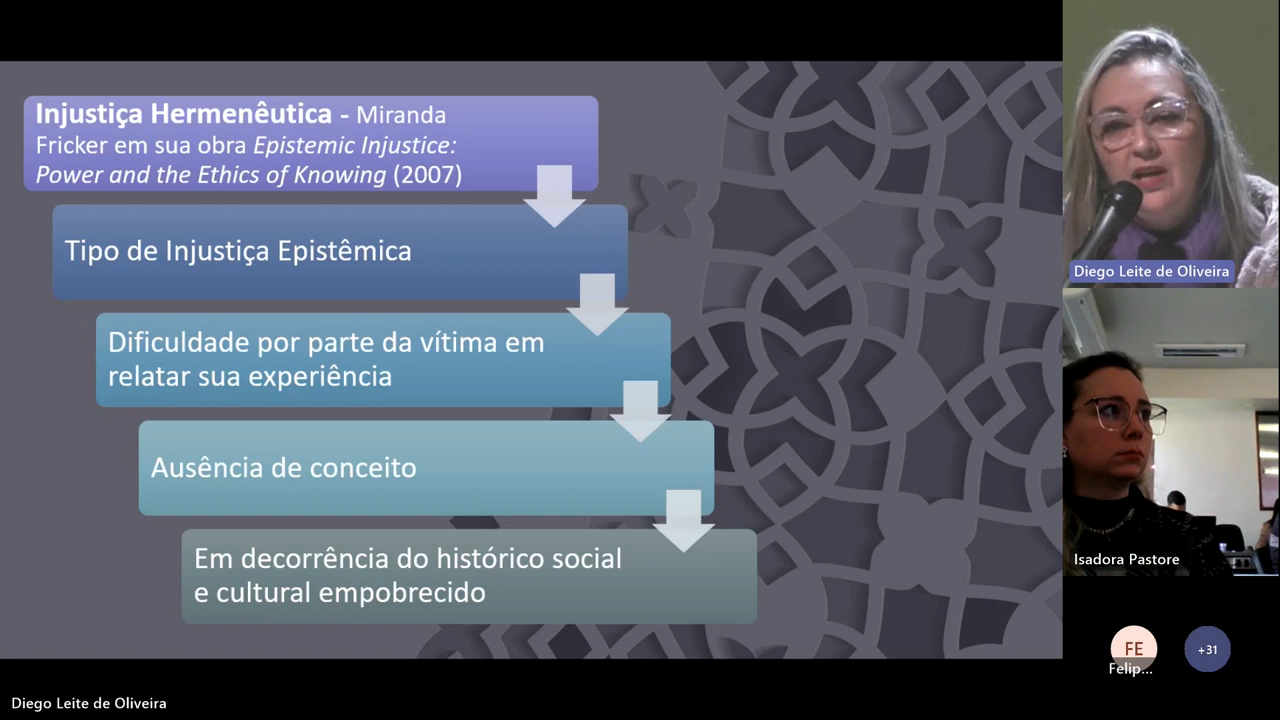 Injustiça Hermenêutica - Miranda
Fricker em sua obra Epistemic Injustice:
Power and the Ethics of Knowing (2007)
Tipo de Injustiça Epistêmica
Dificuldade por parte da vítima em
relatar sua experiência
Ausência de conceito
Em decorrência do histórico social
e cultural empobrecido
Diego Leite de Oliveira
Isadora Pastore
FE
Felip...
+31
Diego Leite de Oliveira